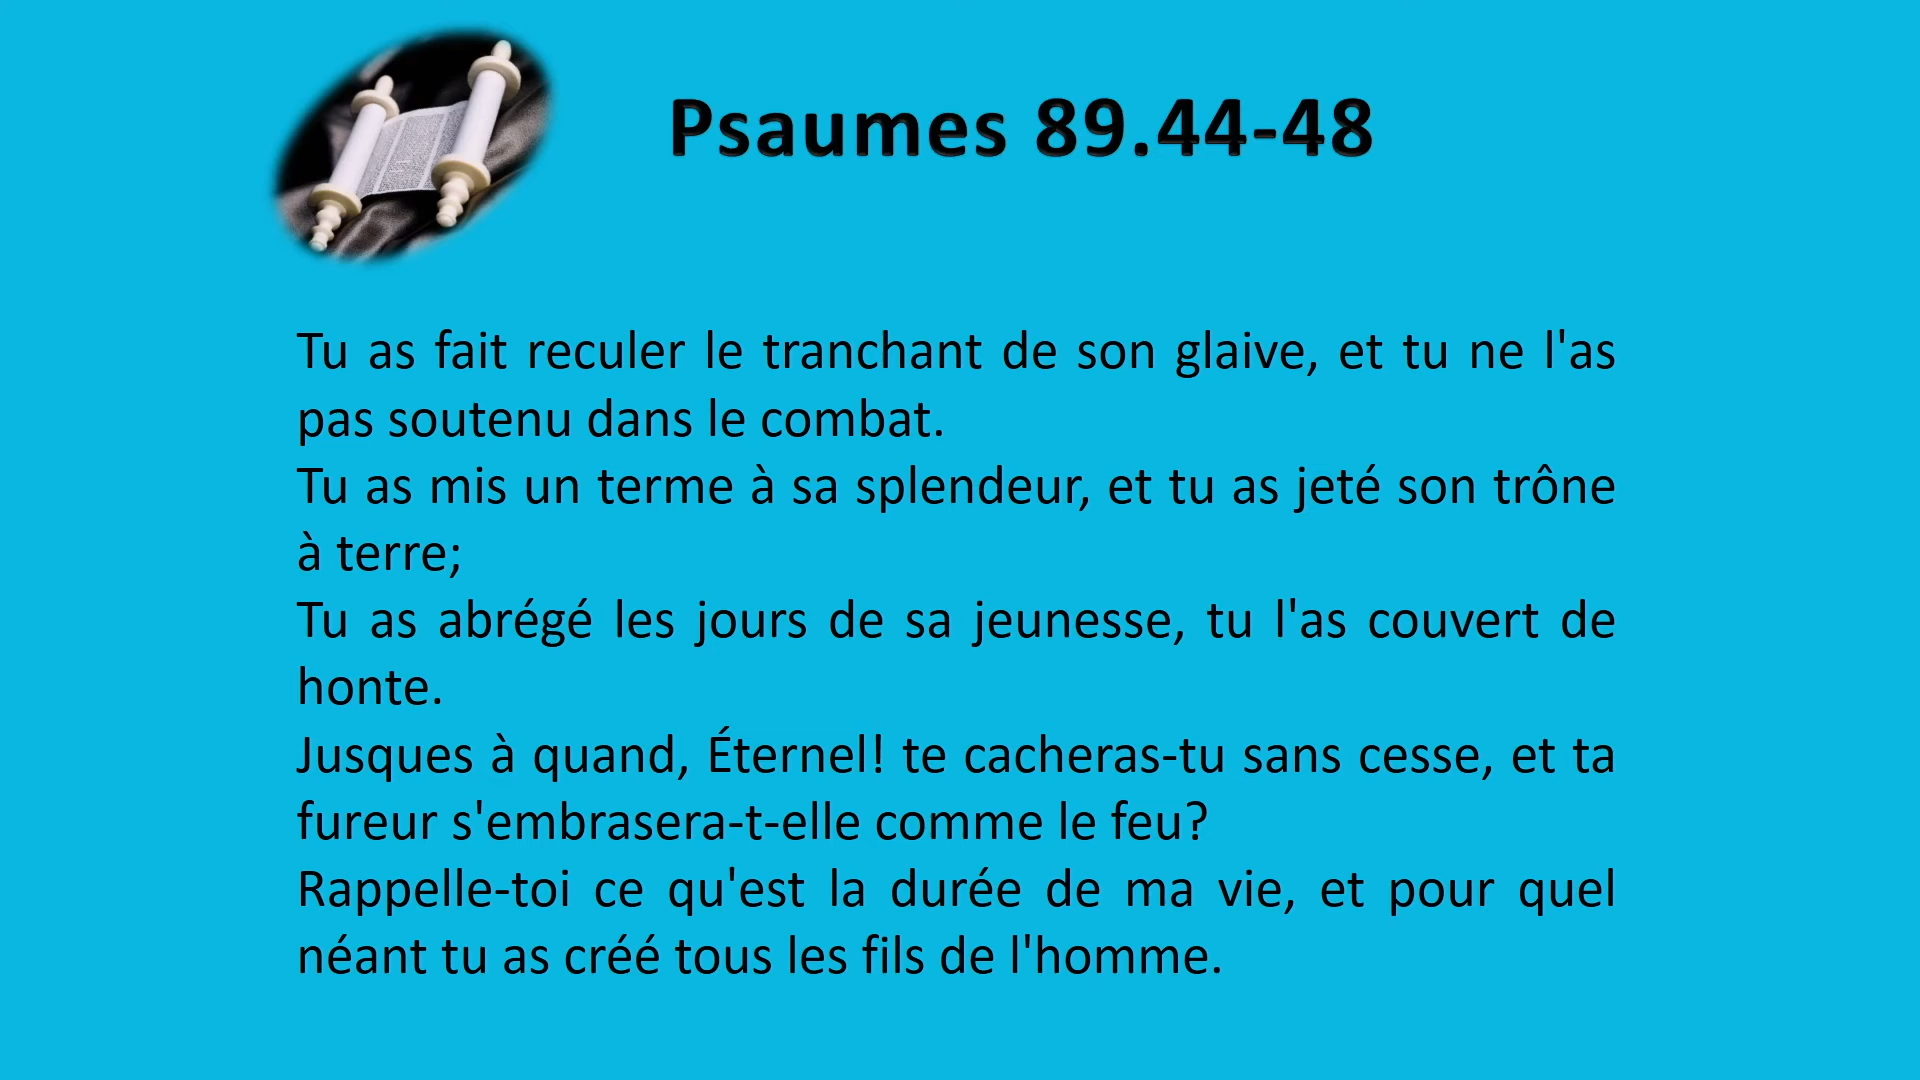 Psaumes 89.44-48
Tu as fait reculer le tranchant de son glaive, et tu ne l'as
pas soutenu dans le combat.
Tu as mis un terme à sa splendeur, et tu as jeté son trône
à terre;
Tu as abrégé les jours de sa jeunesse, tu l'as couvert de
honte.
Jusques à quand, Éternel! te cacheras-tu sans cesse, et ta
fureur s'embrasera-t-elle comme le feu?
Rappelle-toi ce qu'est la durée de ma vie, et pour quel
néant tu as créé tous les fils de l'homme.